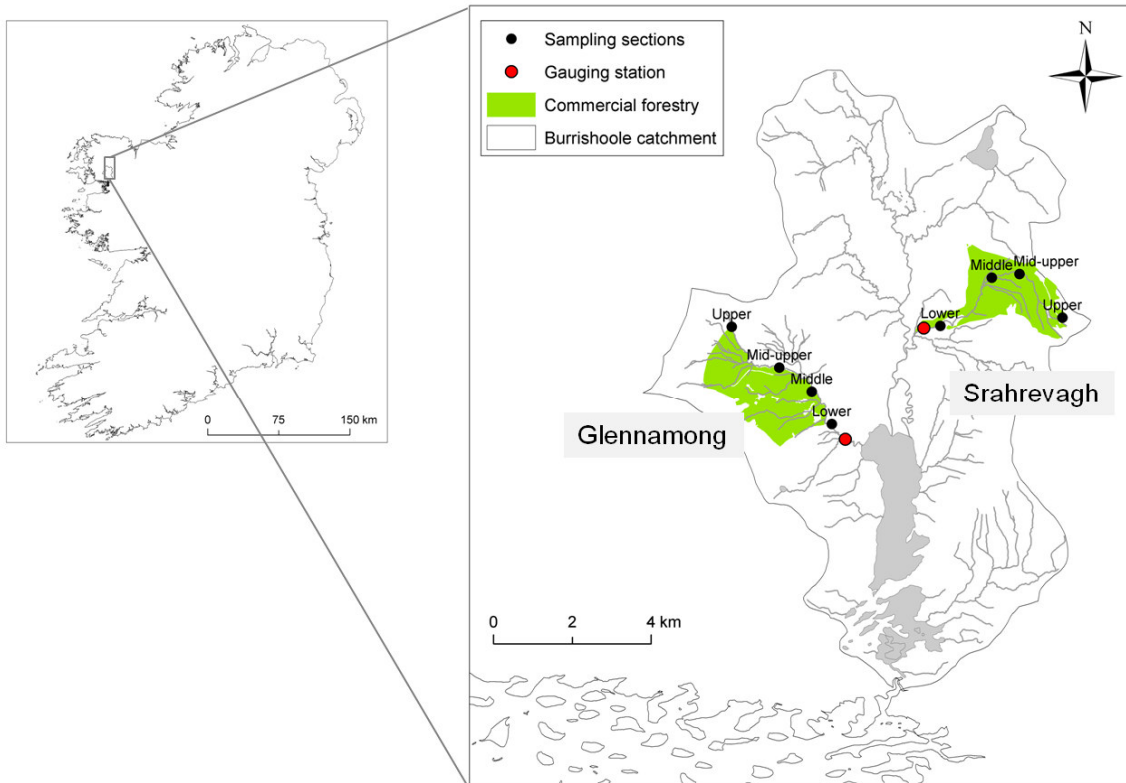 0 75 150 km
Sampling sections
Gauging station
Commercial forestry
Burrishoole catchment
N
Middle
Mid-upper
Upper
Lower
Srahrevagh
Upper
Mid-upper
Middle
Lower
Glennamong
0 2 4 km